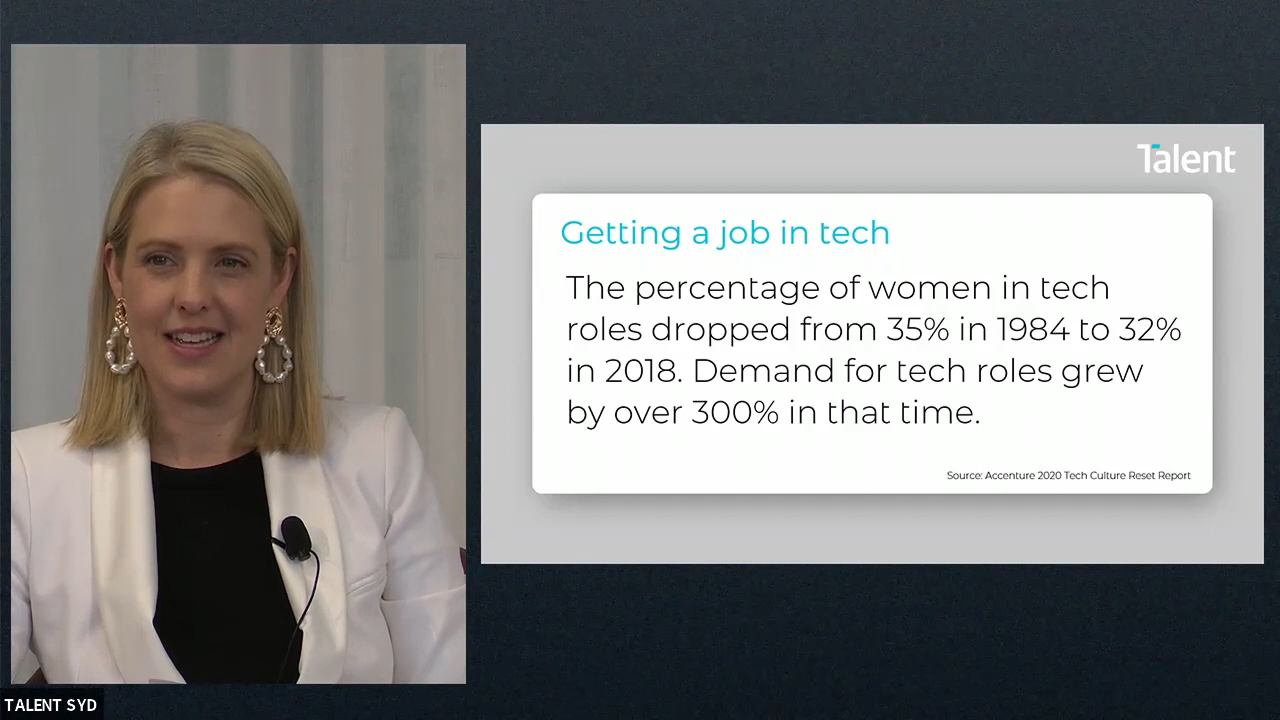 Talent
Getting a job in tech
The percentage of women in tech
roles dropped from 35% in 1984 to 32%
in 2018. Demand for tech roles grew
by over 300% in that time.
Source: Accenture 2020 Tech Culture Reset Report
TALENT SYD